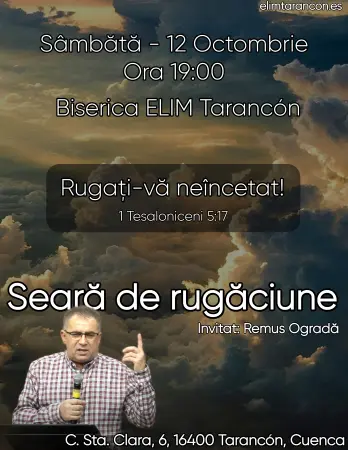 elimtarancon.es
Sâmbătă - 12 Octombrie
Ora 19:00
Biserica ELIM Tarancón
Rugați-vă neîncetat!
1 Tesaloniceni 5:17
Seară de rugăciune
Invitat: Remus Ogradă
C. Sta. Clara, 6, 16400 Tarancón, Cuenca